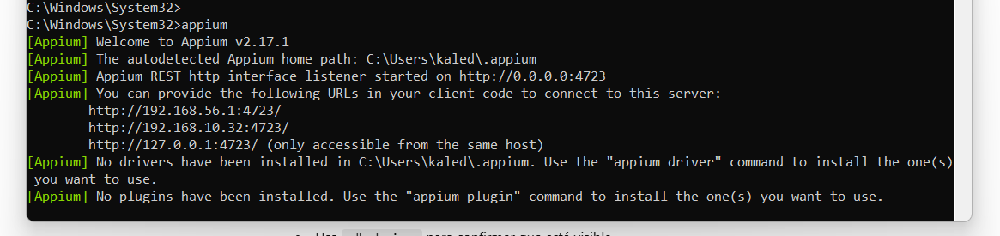 C:\Windows\System32>
C:\Windows\System32>appium
[Appium] Welcome to Appium v2.17.1
[Appium] The autodetected Appium home path: C:\Users\kaled\.appium
[Appium] Appium REST http interface listener started on http://0.0.0.0:4723
[Appium] You can provide the following URLs in your client code to connect to this server:
http://192.168.56.1:4723/
http://192.168.10.32:4723/
http://127.0.0.1:4723/ (only accessible from the same host)
[Appium] No drivers have been installed in C:\Users\kaled\.appium. Use the "appium driver" command to install the one(s)
you want to use.
[Appium] No plugins have been installed. Use the "appium plugin" command to install the one(s) you want to use.
para confirmar que está visible